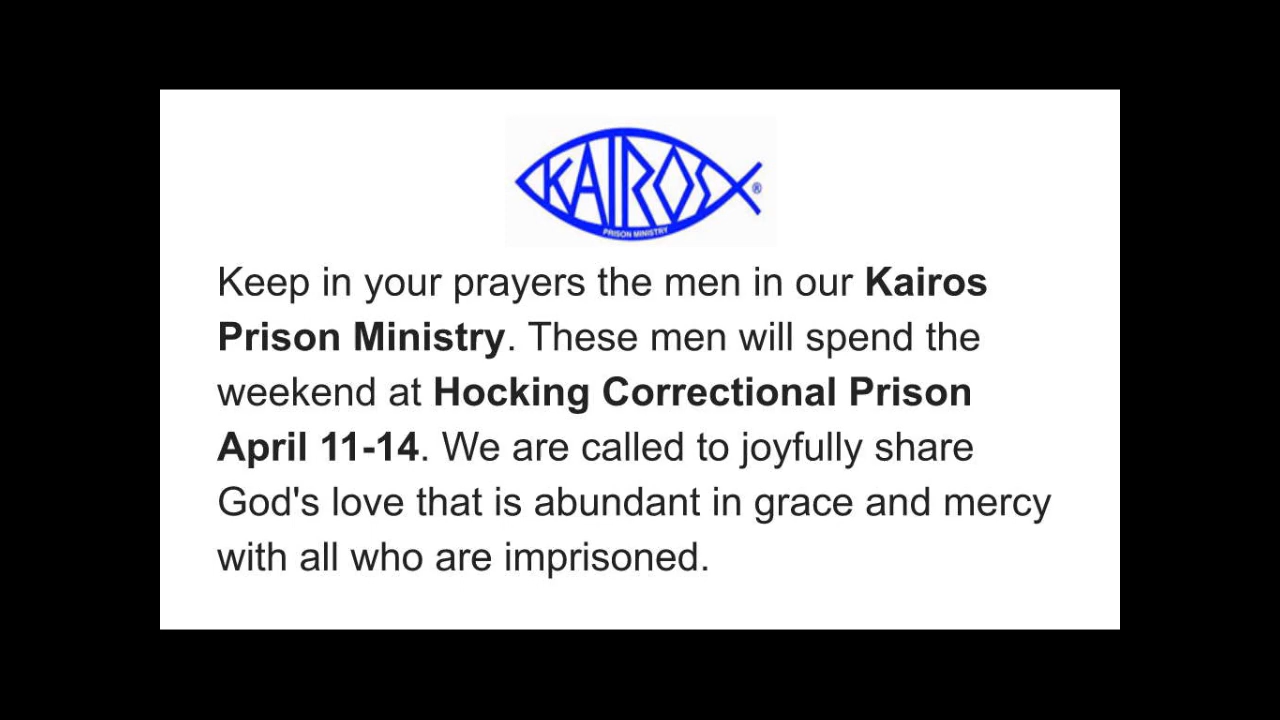 KAIROS®
PRISON MINISTRY
Keep in your prayers the men in our Kairos
Prison Ministry. These men will spend the
weekend at Hocking Correctional Prison
April 11-14. We are called to joyfully share
God's love that is abundant in grace and mercy
with all who are imprisoned.